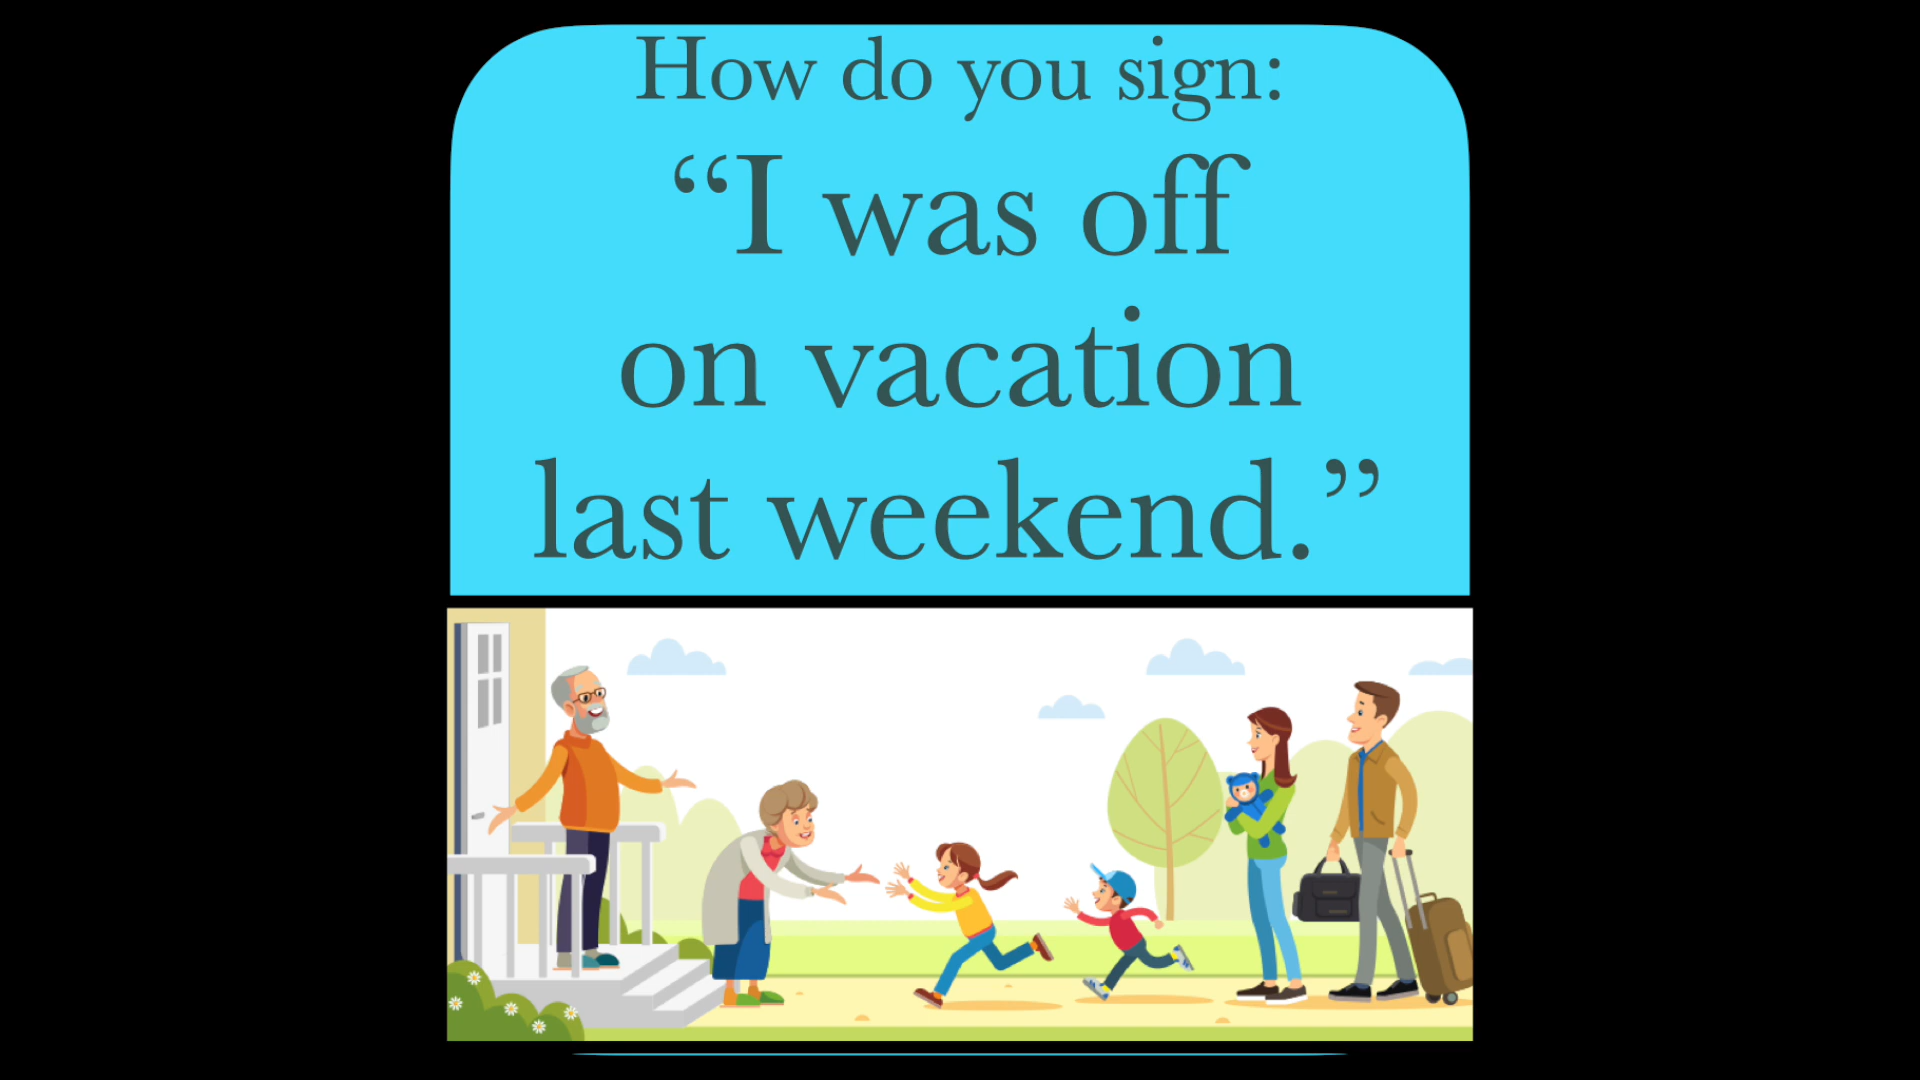 How do you sign:
“I was off
on vacation
last weekend.”